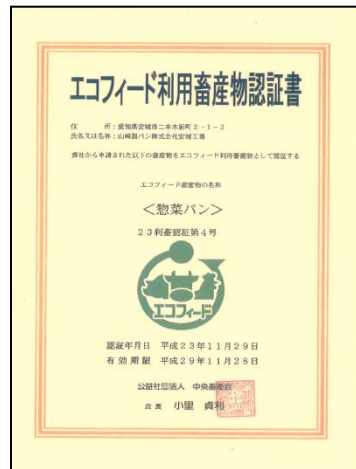 エコフィード利用畜産物認証書
住 所：愛知県安城市二本木新町2-1-3
氏名又は名称：山崎製パン株式会社安城工場
貴社から申請された以下の畜産物をエコフィード利用畜産物として認証する
エコフィード畜産物の名称
＜惣菜パン＞
23利畜認証第4号
エコフィード
認証年月日 平成23年11月29日
有効期限 平成29年11月28日
公益社団法人 中央畜産会
会長 小里 貞利